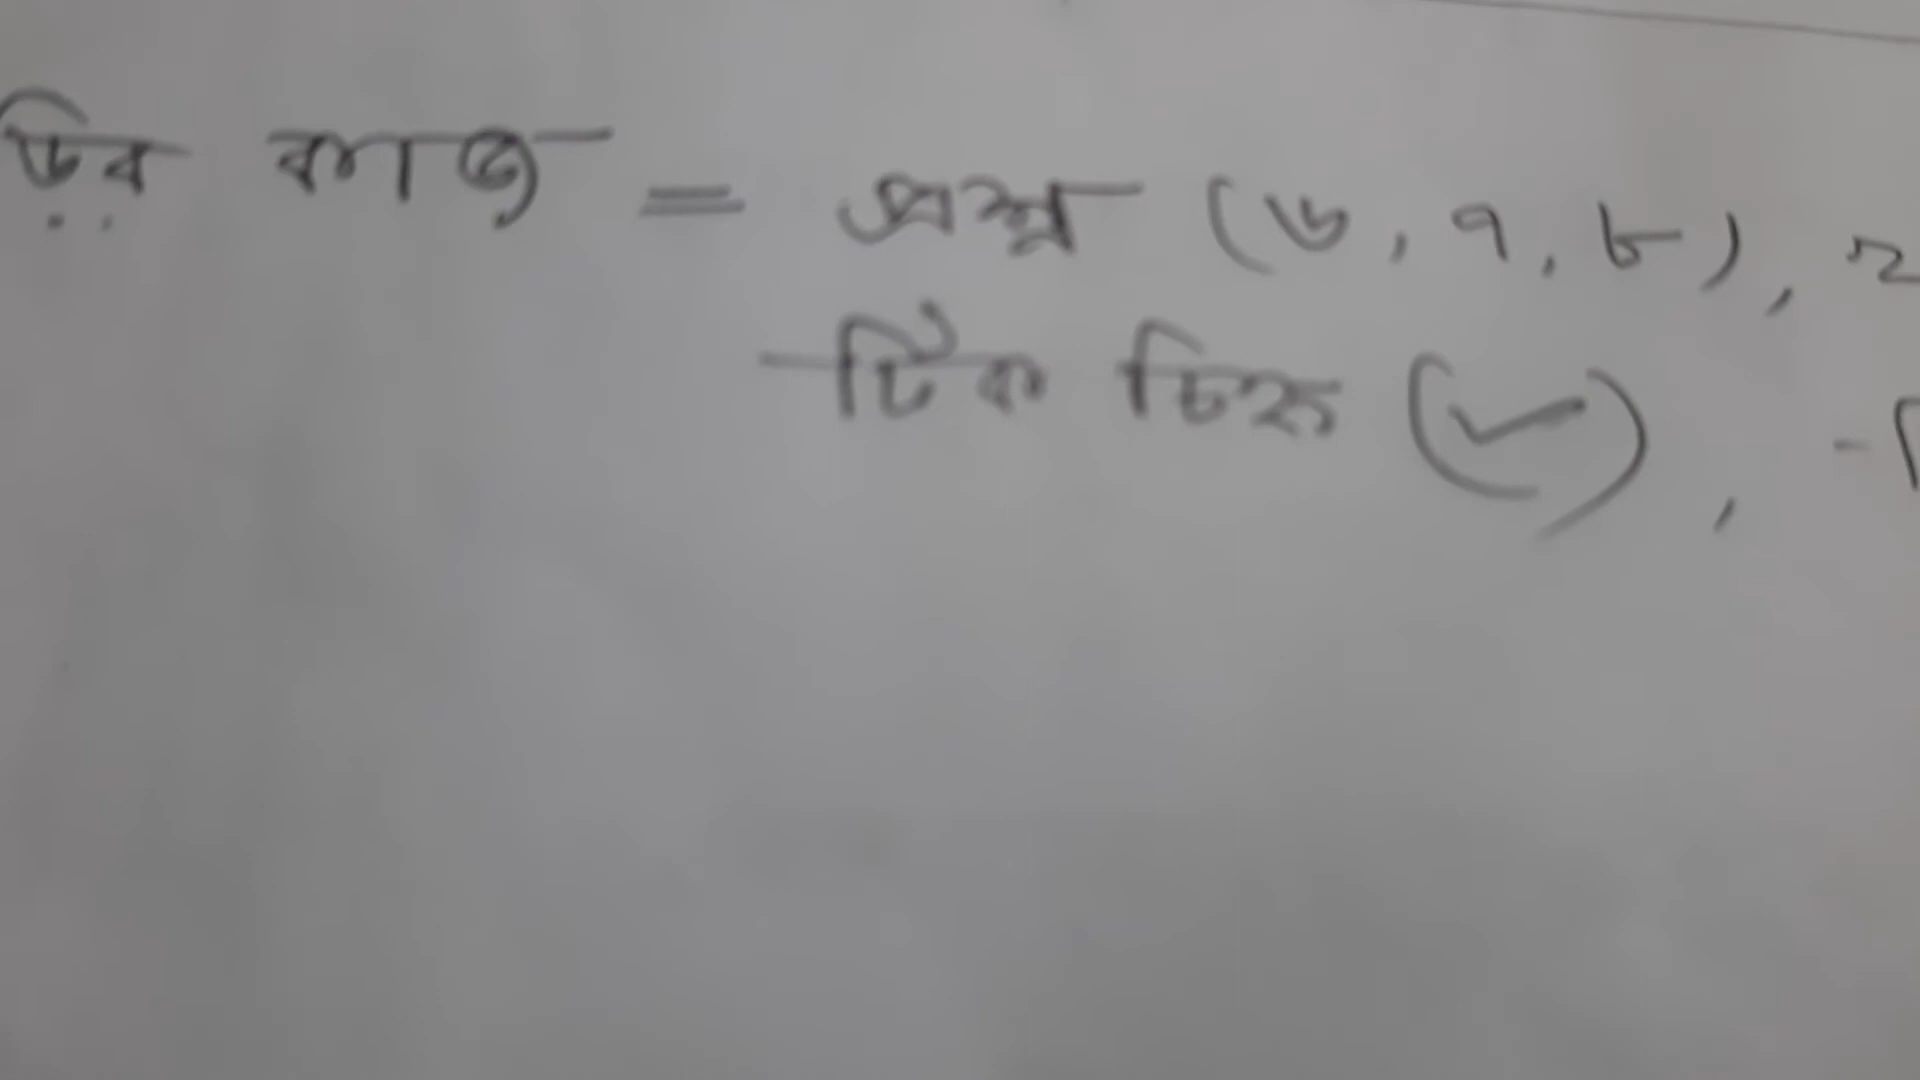 ড়ির কাজ = প্রশ্ন (৬, ৭, ৮),
টিক চিহ্ন (✓),